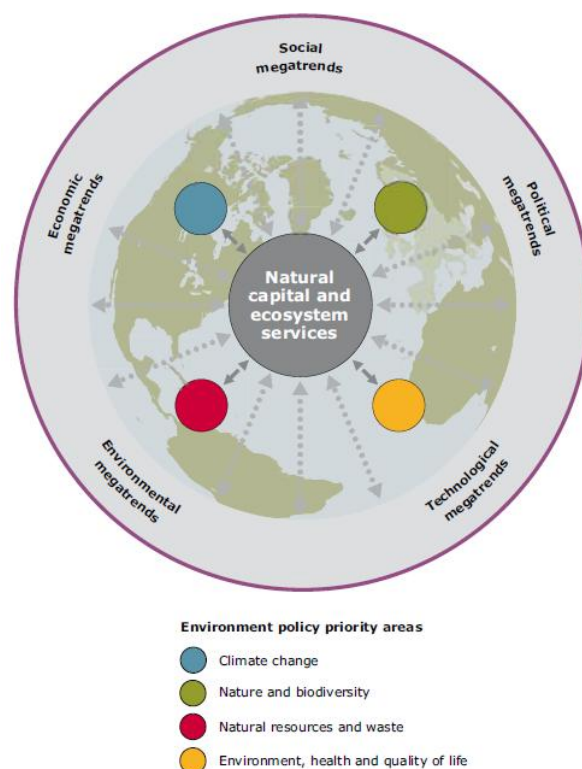 Social
megatrends
Economic
megatrends
Political
megatrends
Natural
capital and
ecosystem
services
Environmental
megatrends
Technological
megatrends
Environment policy priority areas
Climate change
Nature and biodiversity
Natural resources and waste
Environment, health and quality of life